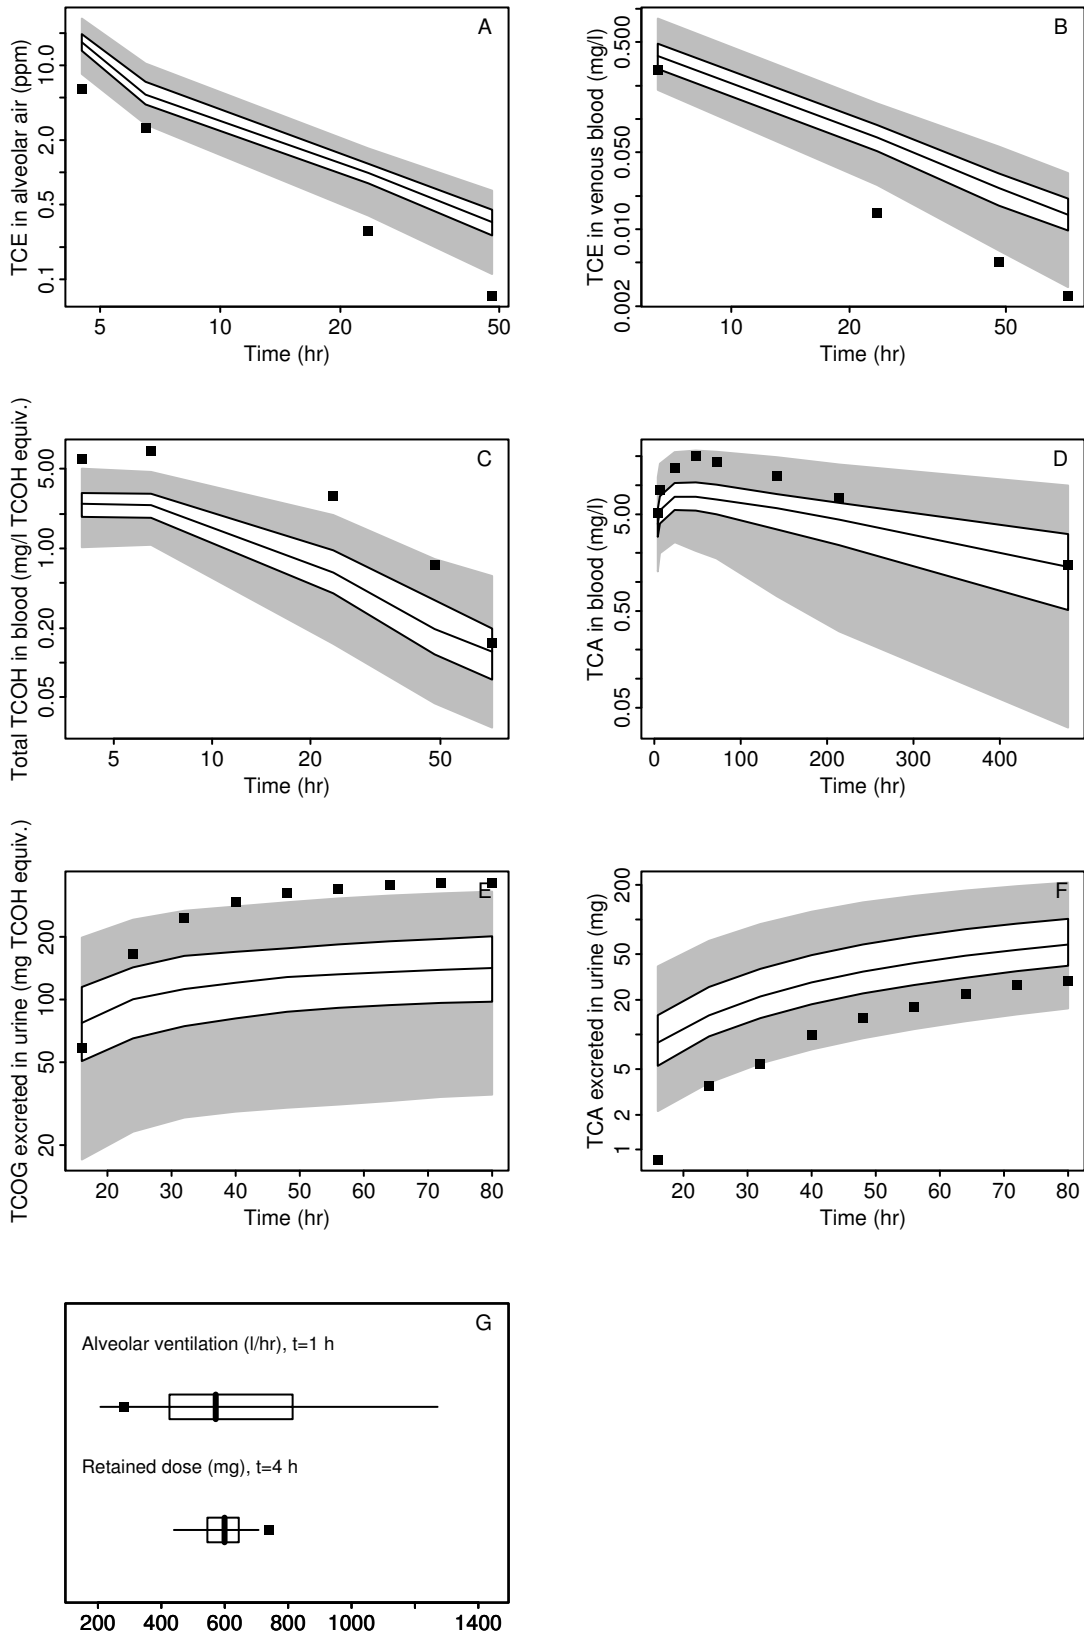 A
TCE in alveolar air (ppm)
10.0
2.0
0.5
0.1
5 10 20 50
Time (hr)
B
TCE in venous blood (mg/l)
0.500
0.050
0.010
0.002
10 20 50
Time (hr)
C
Total TCOH in blood (mg/l TCOH equiv.)
5.00
1.00
0.20
0.05
5 10 20 50
Time (hr)
D
TCA in blood (mg/l)
5.00
0.50
0.05
0 100 200 300 400
Time (hr)
E
TCOG excreted in urine (mg TCOH equiv.)
200
100
50
20
20 30 40 50 60 70 80
Time (hr)
F
TCA excreted in urine (mg)
200
50
20
5
2
1
20 30 40 50 60 70 80
Time (hr)
G
Alveolar ventilation (l/hr), t=1 h
Retained dose (mg), t=4 h
200 400 600 800 1000 1400